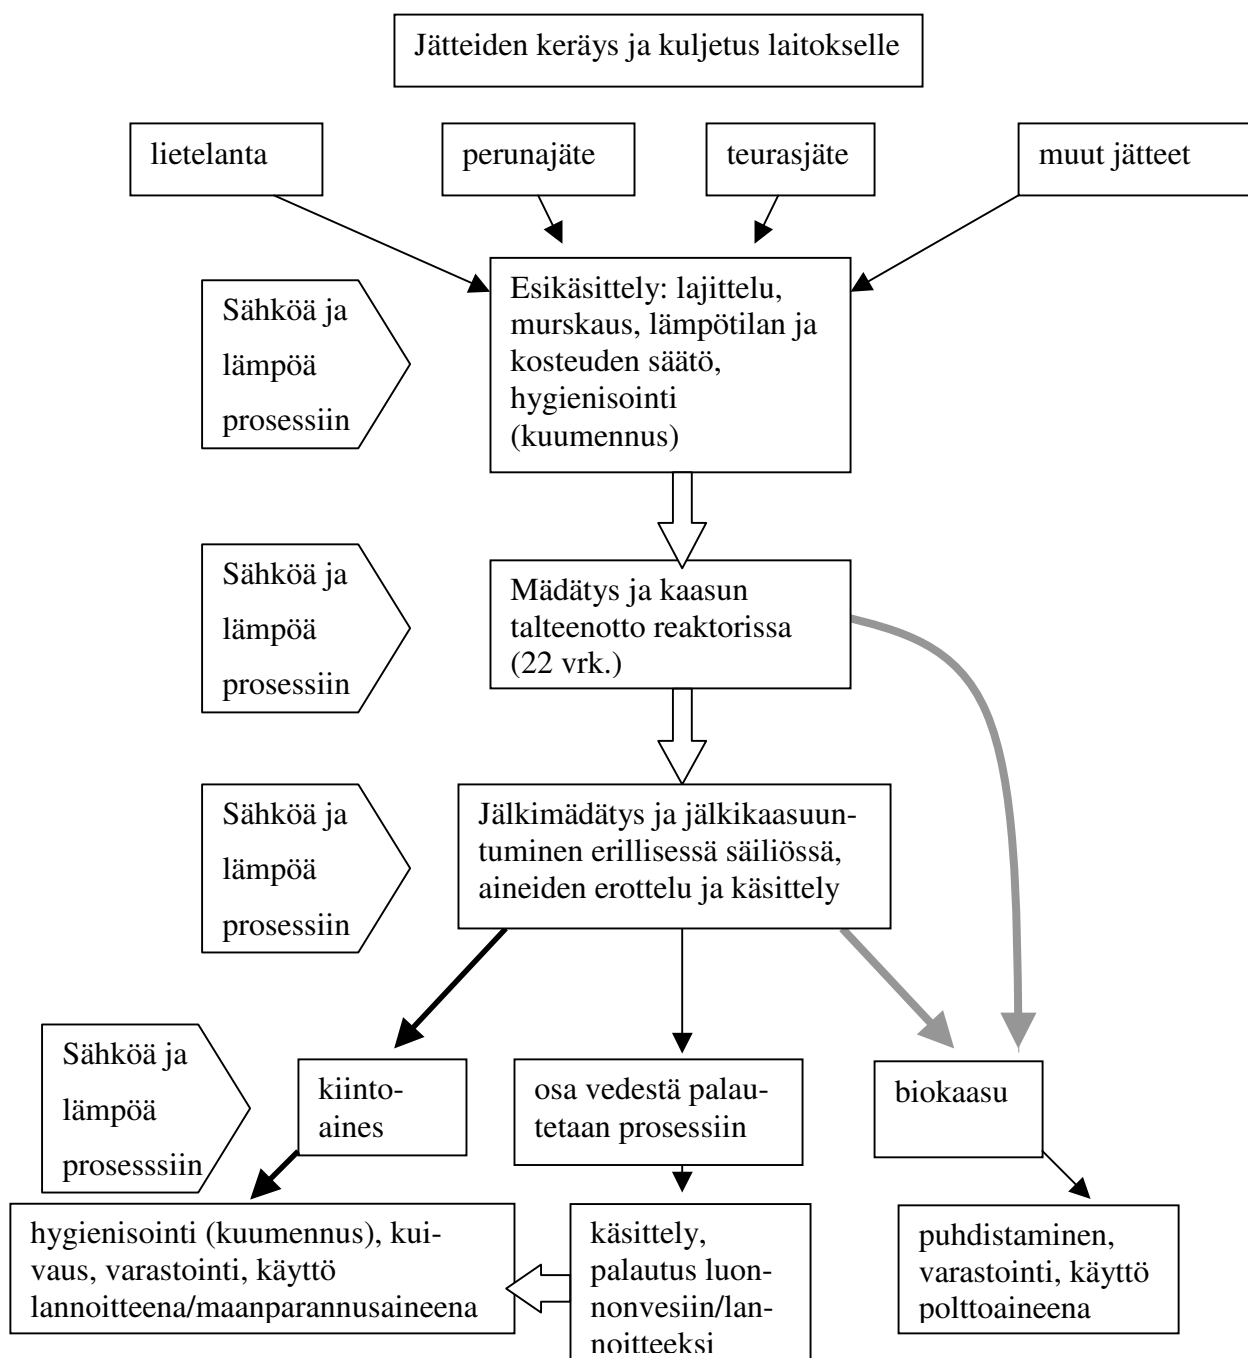 Jätteiden keräys ja kuljetus laitokselle
lietelanta
perunajäte
teurasjäte
muut jätteet
Sähköä ja
lämpöä
prosessiin
Esikäsittely: lajittelu,
murskaus, lämpötilan ja
kosteuden säätö,
hygienisointi
(kuumennus)
Sähköä ja
lämpöä
prosessiin
Mädätys ja kaasun
talteenotto reaktorissa
(22 vrk.)
Sähköä ja
lämpöä
prosessiin
Jälkimädätys ja jälkikaasuun-
tuminen erillisessä säiliössä,
aineiden erottelu ja käsittely
Sähköä ja
lämpöä
prosesssiin
kiinto-
aines
osa vedestä palau-
tetaan prosessiin
biokaasu
hygienisointi (kuumennus), kui-
vaus, varastointi, käyttö
lannoitteena/maanparannusaineena
käsittely,
palautus luon-
nonvesiin/lan-
noitteeksi
puhdistaminen,
varastointi, käyttö
polttoaineena